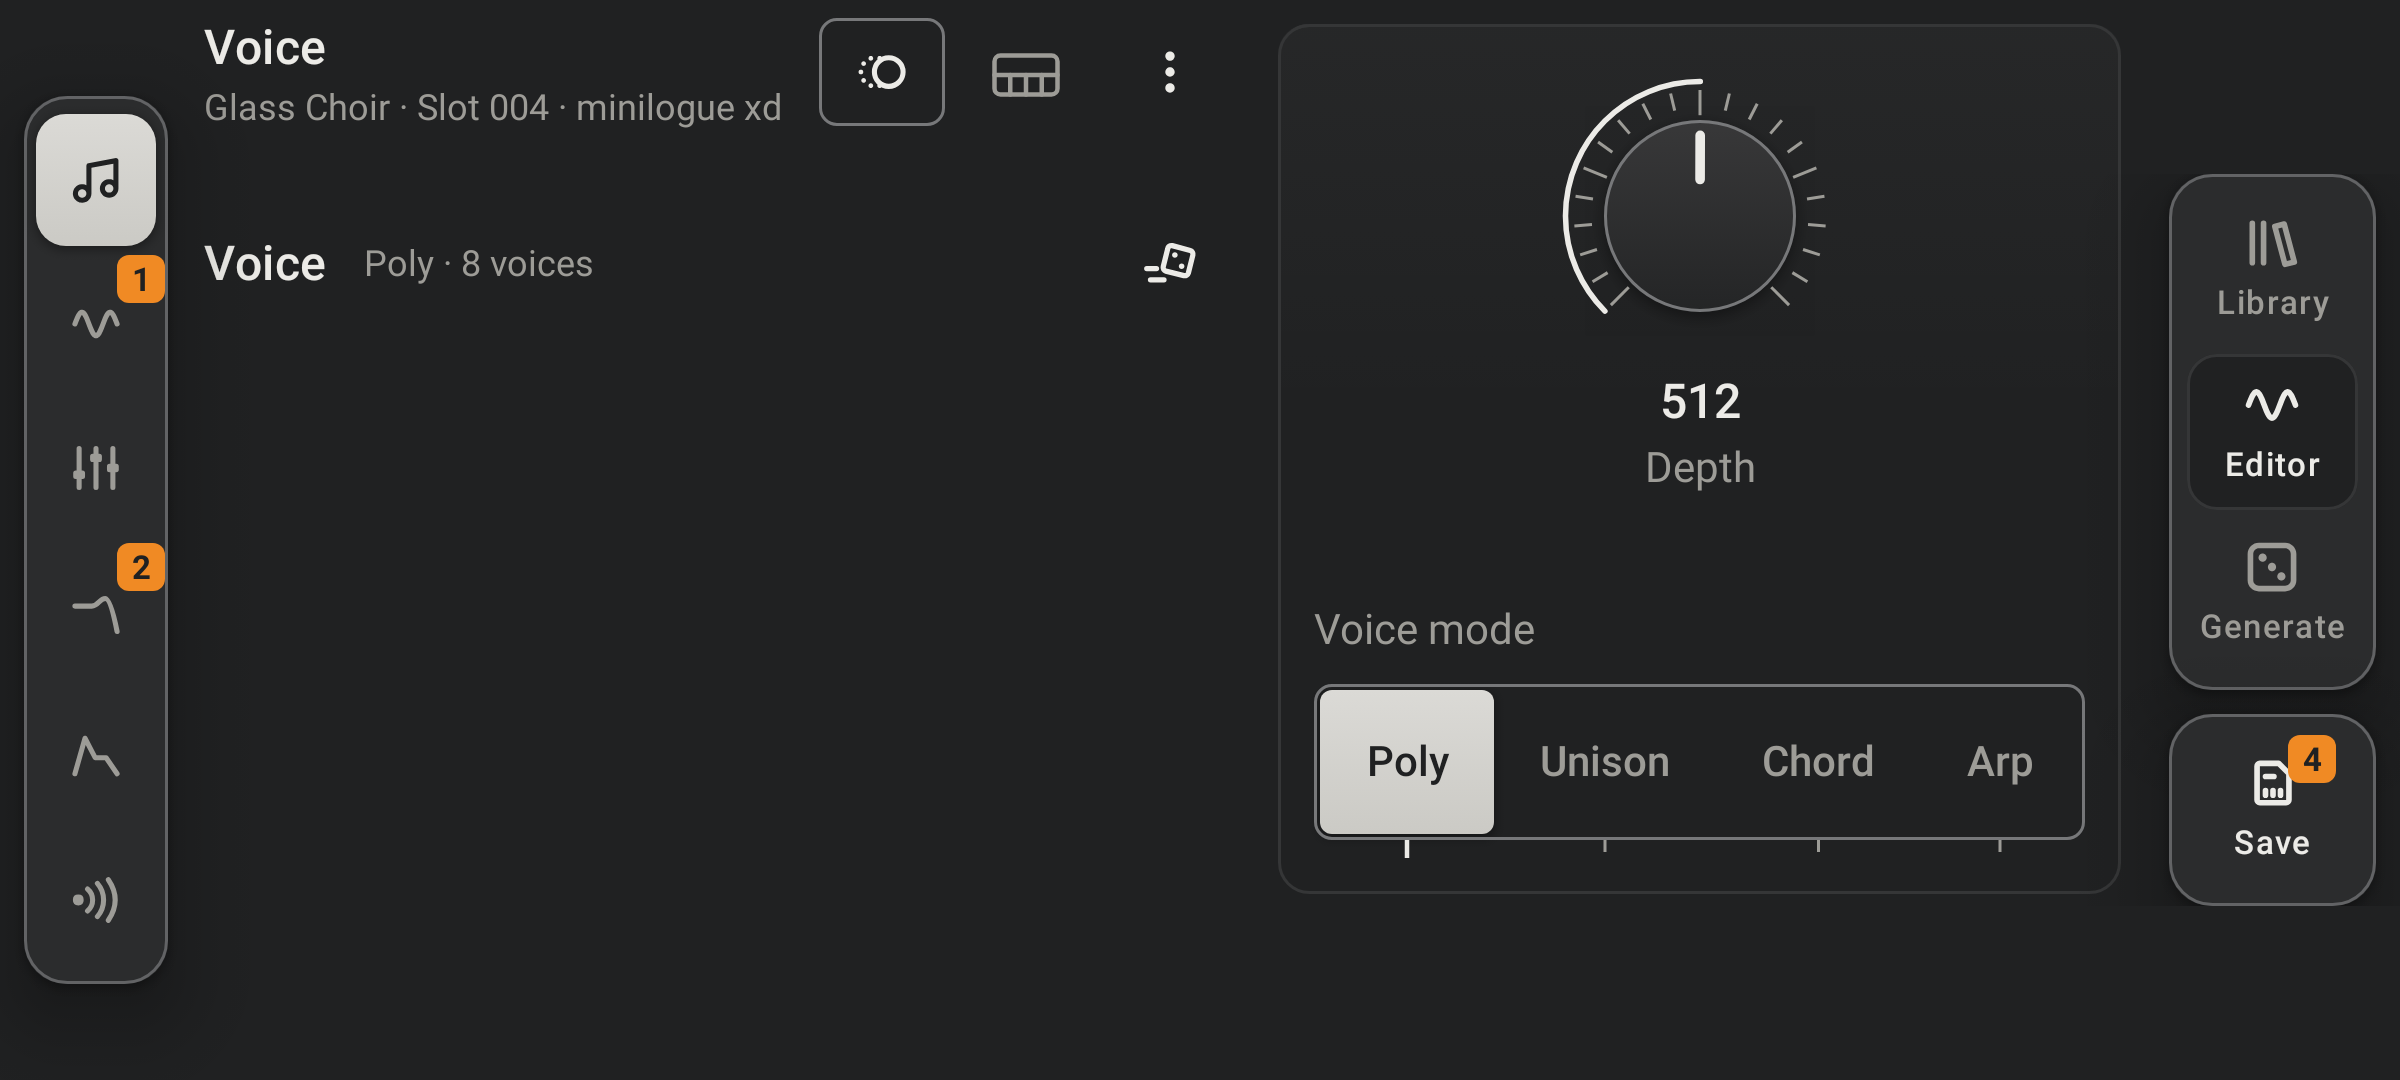 Voice
Glass Choir · Slot 004 · minilogue xd
1
2
Voice Poly · 8 voices
512
Depth
Voice mode
Poly Unison Chord Arp
Library
Editor
Generate
4
Save